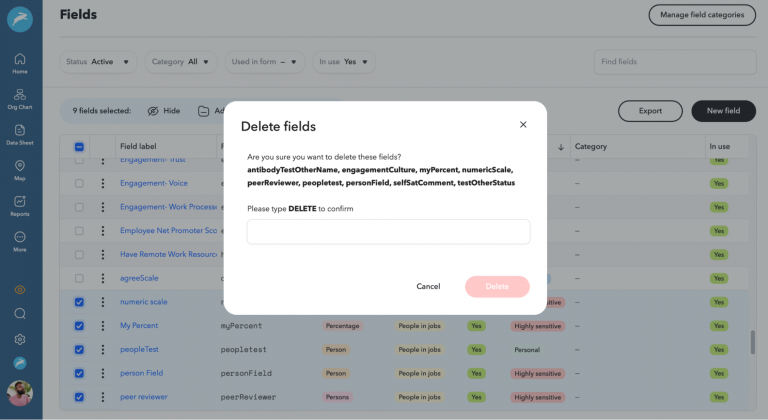 Fields
Manage field categories
Status Active
Category All
Used in form –
In use Yes
Find fields
Home
Org Chart
Data Sheet
Map
Reports
More
9 fields selected:
Hide
Export
New field
Field label
Category
In use
Engagement- Trust
– Yes
Engagement- Voice
– Yes
Engagement- Work
– Yes
Employee Net Promoter
– Yes
Have Remote Work
– Yes
agreeScale
– Yes
numeric scale
– Yes
My Percent myPercent Percentage People in jobs Yes Highly sensitive – Yes
peopleTest peopletest Person People in jobs Yes Personal – Yes
person Field personField Person People in jobs Yes Highly sensitive – Yes
peer reviewer peerReviewer Persons People in jobs Yes Highly sensitive – Yes
Delete fields
Are you sure you want to delete these fields?
antibodyTestOtherName, engagementCulture, myPercent, numericScale,
peerReviewer, peopletest, personField, selfSatComment, testOtherStatus
Please type DELETE to confirm
Cancel
Delete